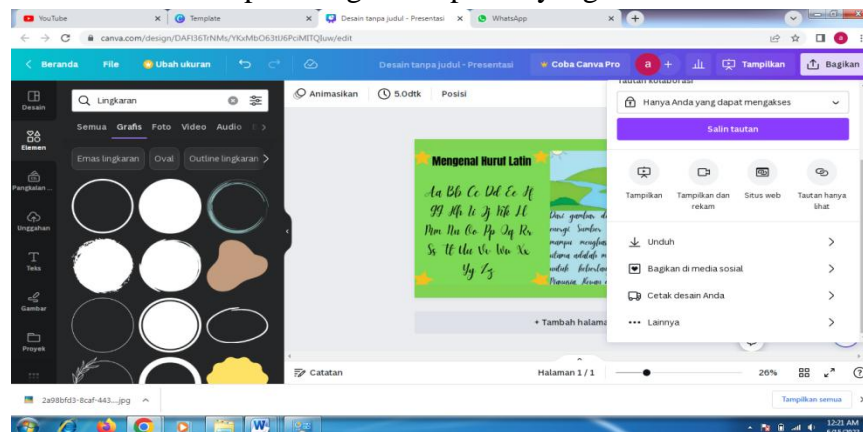 YouTube
Template
Desain tanpa judul - Presentasi
WhatsApp
canva.com/design/DAFI36TrNMs/YKxMbO63tU6PciMITQJuw/edit
Beranda
File
Ubah ukuran
Desain tanpa judul - Presentasi
Coba Canva Pro
a
Tampilkan
Bagikan
Desain
Elemen
Pangkalan ...
Unggahan
Teks
Gambar
Proyek
Lingkaran
Semua Grafis Foto Video Audio
Emas lingkaran
Oval
Outline lingkaran
Animasikan
5.0dtk
Posisi
Mengenal Huruf Latin
Aa Bb Cc Dd Ee Ff
Gg Hh Ii Jj Kk Ll
Mm Nn Oo Pp Qq Rr
Ss Tt Uu Vv Ww Xx
Yy Zz
+ Tambah halama
Tautan kolaborasi
Hanya Anda yang dapat mengakses
Salin tautan
Tampilkan
Tampilkan dan rekam
Situs web
Tautan hanya lihat
Unduh
Bagikan di media sosial
Cetak desain Anda
Lainnya
Catatan
Halaman 1 / 1
26%
2a98bfd3-8caf-443....jpg
Tampilkan semua
12:21 AM